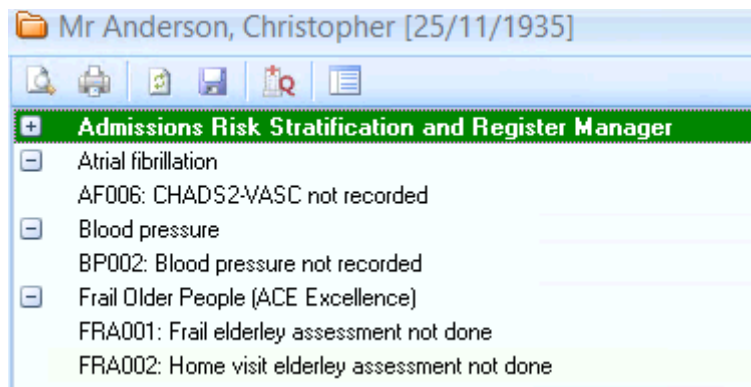 Mr Anderson, Christopher [25/11/1935]
Admissions Risk Stratification and Register Manager
Atrial fibrillation
AF006: CHADS2-VASC not recorded
Blood pressure
BP002: Blood pressure not recorded
Frail Older People (ACE Excellence)
FRA001: Frail elderley assessment not done
FRA002: Home visit elderley assessment not done